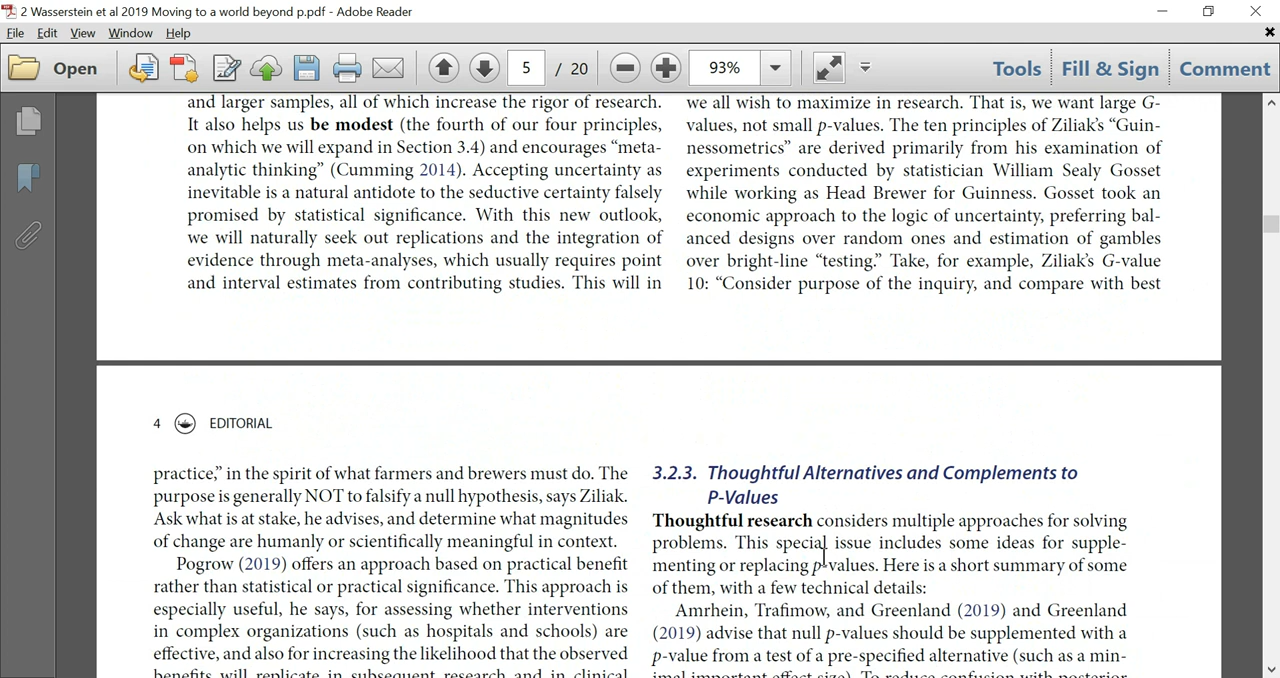 2 Wasserstein et al 2019 Moving to a world beyond p.pdf - Adobe Reader
File Edit View Window Help
Open 5 / 20 93% Tools Fill & Sign Comment
and larger samples, all of which increase the rigor of research.
It also helps us be modest (the fourth of our four principles,
on which we will expand in Section 3.4) and encourages “meta-
analytic thinking” (Cumming 2014). Accepting uncertainty as
inevitable is a natural antidote to the seductive certainty falsely
promised by statistical significance. With this new outlook,
we will naturally seek out replications and the integration of
evidence through meta-analyses, which usually requires point
and interval estimates from contributing studies. This will in
we all wish to maximize in research. That is, we want large G-
values, not small p-values. The ten principles of Ziliak’s “Guin-
nessometrics” are derived primarily from his examination of
experiments conducted by statistician William Sealy Gosset
while working as Head Brewer for Guinness. Gosset took an
economic approach to the logic of uncertainty, preferring bal-
anced designs over random ones and estimation of gambles
over bright-line “testing.” Take, for example, Ziliak’s G-value
10: “Consider purpose of the inquiry, and compare with best
4 EDITORIAL
practice,” in the spirit of what farmers and brewers must do. The
purpose is generally NOT to falsify a null hypothesis, says Ziliak.
Ask what is at stake, he advises, and determine what magnitudes
of change are humanly or scientifically meaningful in context.
Pogrow (2019) offers an approach based on practical benefit
rather than statistical or practical significance. This approach is
especially useful, he says, for assessing whether interventions
in complex organizations (such as hospitals and schools) are
effective, and also for increasing the likelihood that the observed
benefits will replicate in subsequent research and in clinical
3.2.3. Thoughtful Alternatives and Complements to
P-Values
Thoughtful research considers multiple approaches for solving
problems. This special issue includes some ideas for supple-
menting or replacing p-values. Here is a short summary of some
of them, with a few technical details:
Amrhein, Trafimow, and Greenland (2019) and Greenland
(2019) advise that null p-values should be supplemented with a
p-value from a test of a pre-specified alternative (such as a min-
imal important effect size). To reduce confusion with posterior